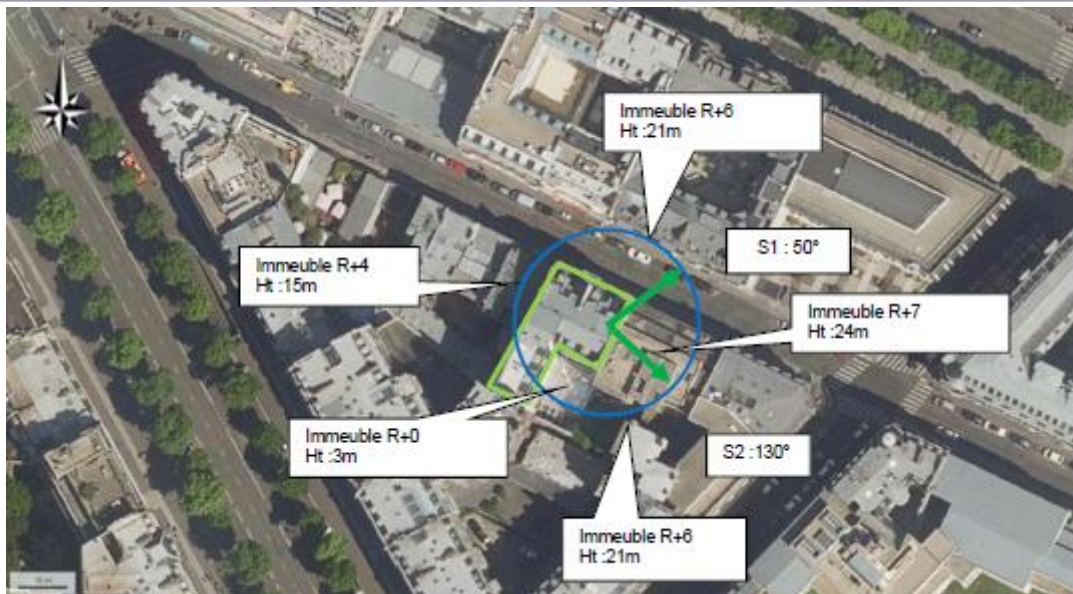 Immeuble R+6
Ht :21m
S1 : 50°
Immeuble R+4
Ht :15m
Immeuble R+7
Ht :24m
Immeuble R+0
Ht :3m
S2 :130°
Immeuble R+6
Ht :21m